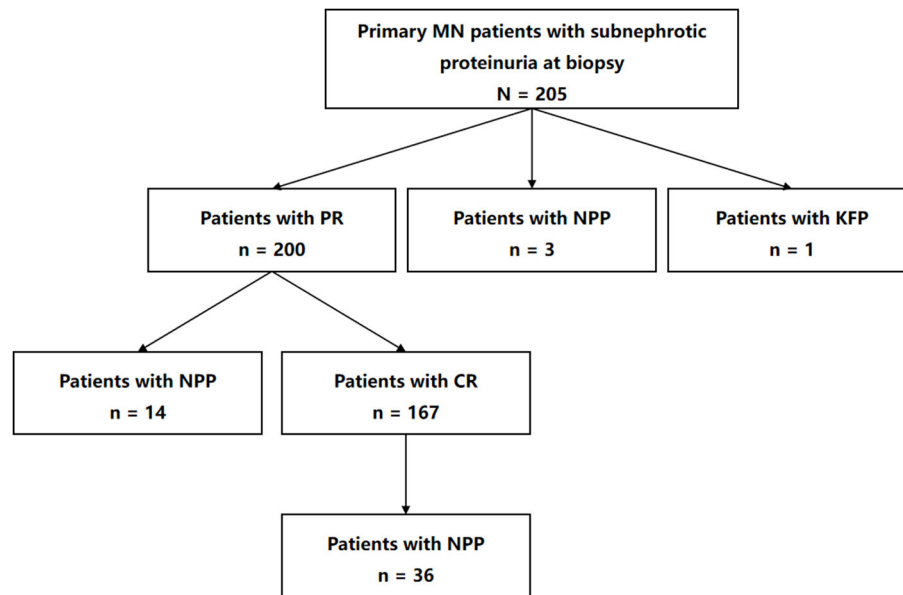 Primary MN patients with subnephrotic
proteinuria at biopsy
N = 205
Patients with PR
n = 200
Patients with NPP
n = 3
Patients with KFP
n = 1
Patients with NPP
n = 14
Patients with CR
n = 167
Patients with NPP
n = 36